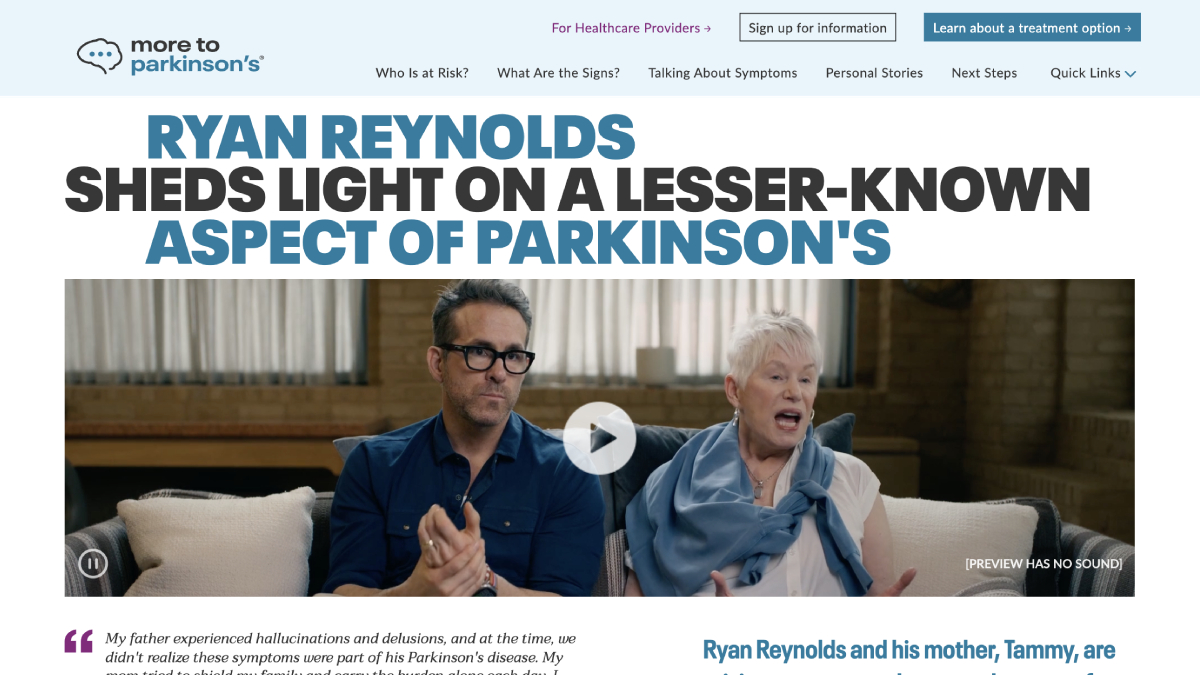 For Healthcare Providers →
Sign up for information
Learn about a treatment option →
more to
parkinson's®
Who Is at Risk?
What Are the Signs?
Talking About Symptoms
Personal Stories
Next Steps
Quick Links
RYAN REYNOLDS
SHEDS LIGHT ON A LESSER-KNOWN
ASPECT OF PARKINSON'S
[PREVIEW HAS NO SOUND]
“ My father experienced hallucinations and delusions, and at the time, we
didn't realize these symptoms were part of his Parkinson's disease. My
mom tried to shield my family and carry the burden alone each day. I
Ryan Reynolds and his mother, Tammy, are